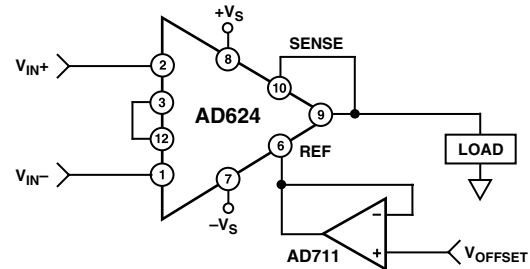 +VS
8
SENSE
VIN+
2
10
3
AD624
9
12
6
REF
LOAD
VIN–
1
7
–VS
–
AD711
+
VOFFSET